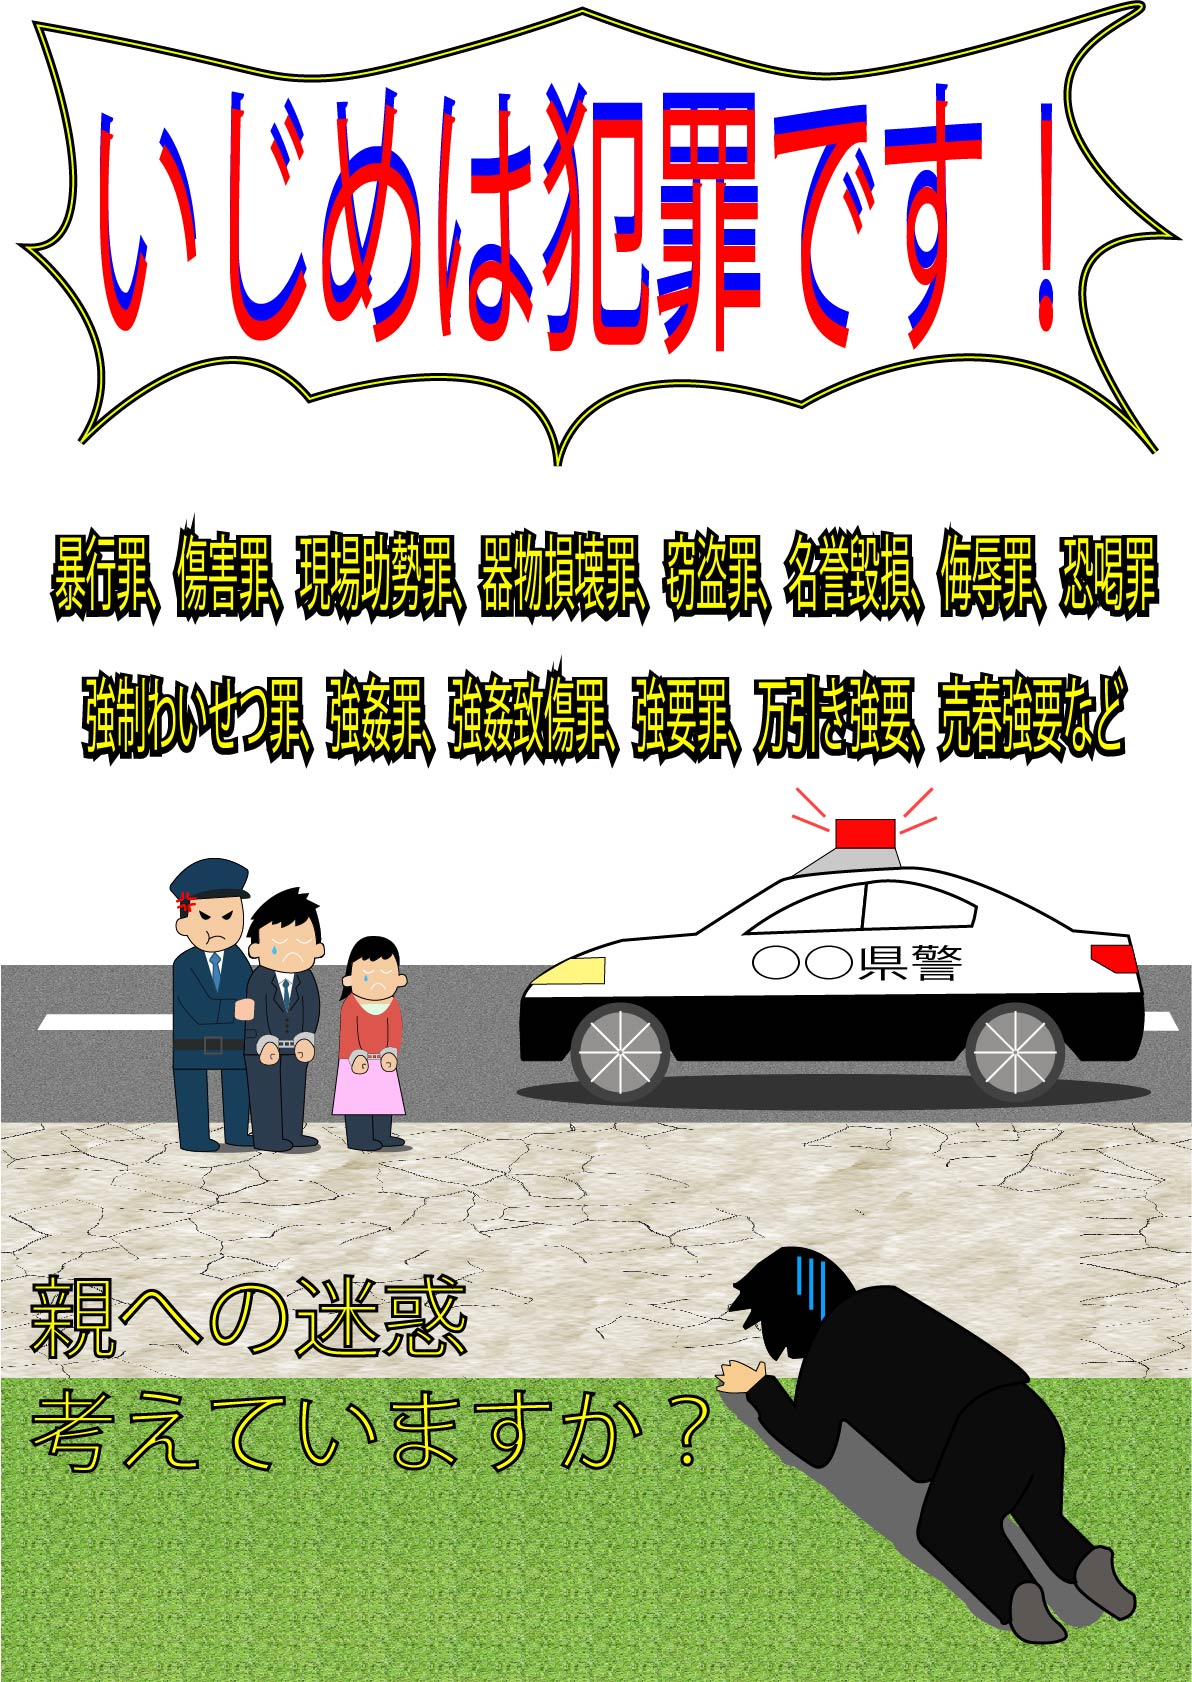 いじめは犯罪です！
暴行罪、傷害罪、現場助勢罪、器物損壊罪、窃盗罪、名誉毀損、侮辱罪、恐喝罪
強制わいせつ罪、強姦罪、強姦致傷罪、強要罪、万引き強要、売春強要など
○○県警
親への迷惑
考えていますか？